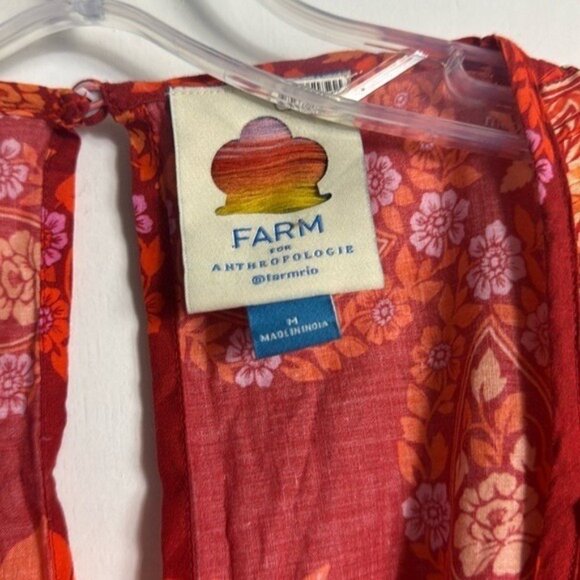 FARM
FOR
ANTHROPOLOGIE
@farmrio
M
MADE IN INDIA